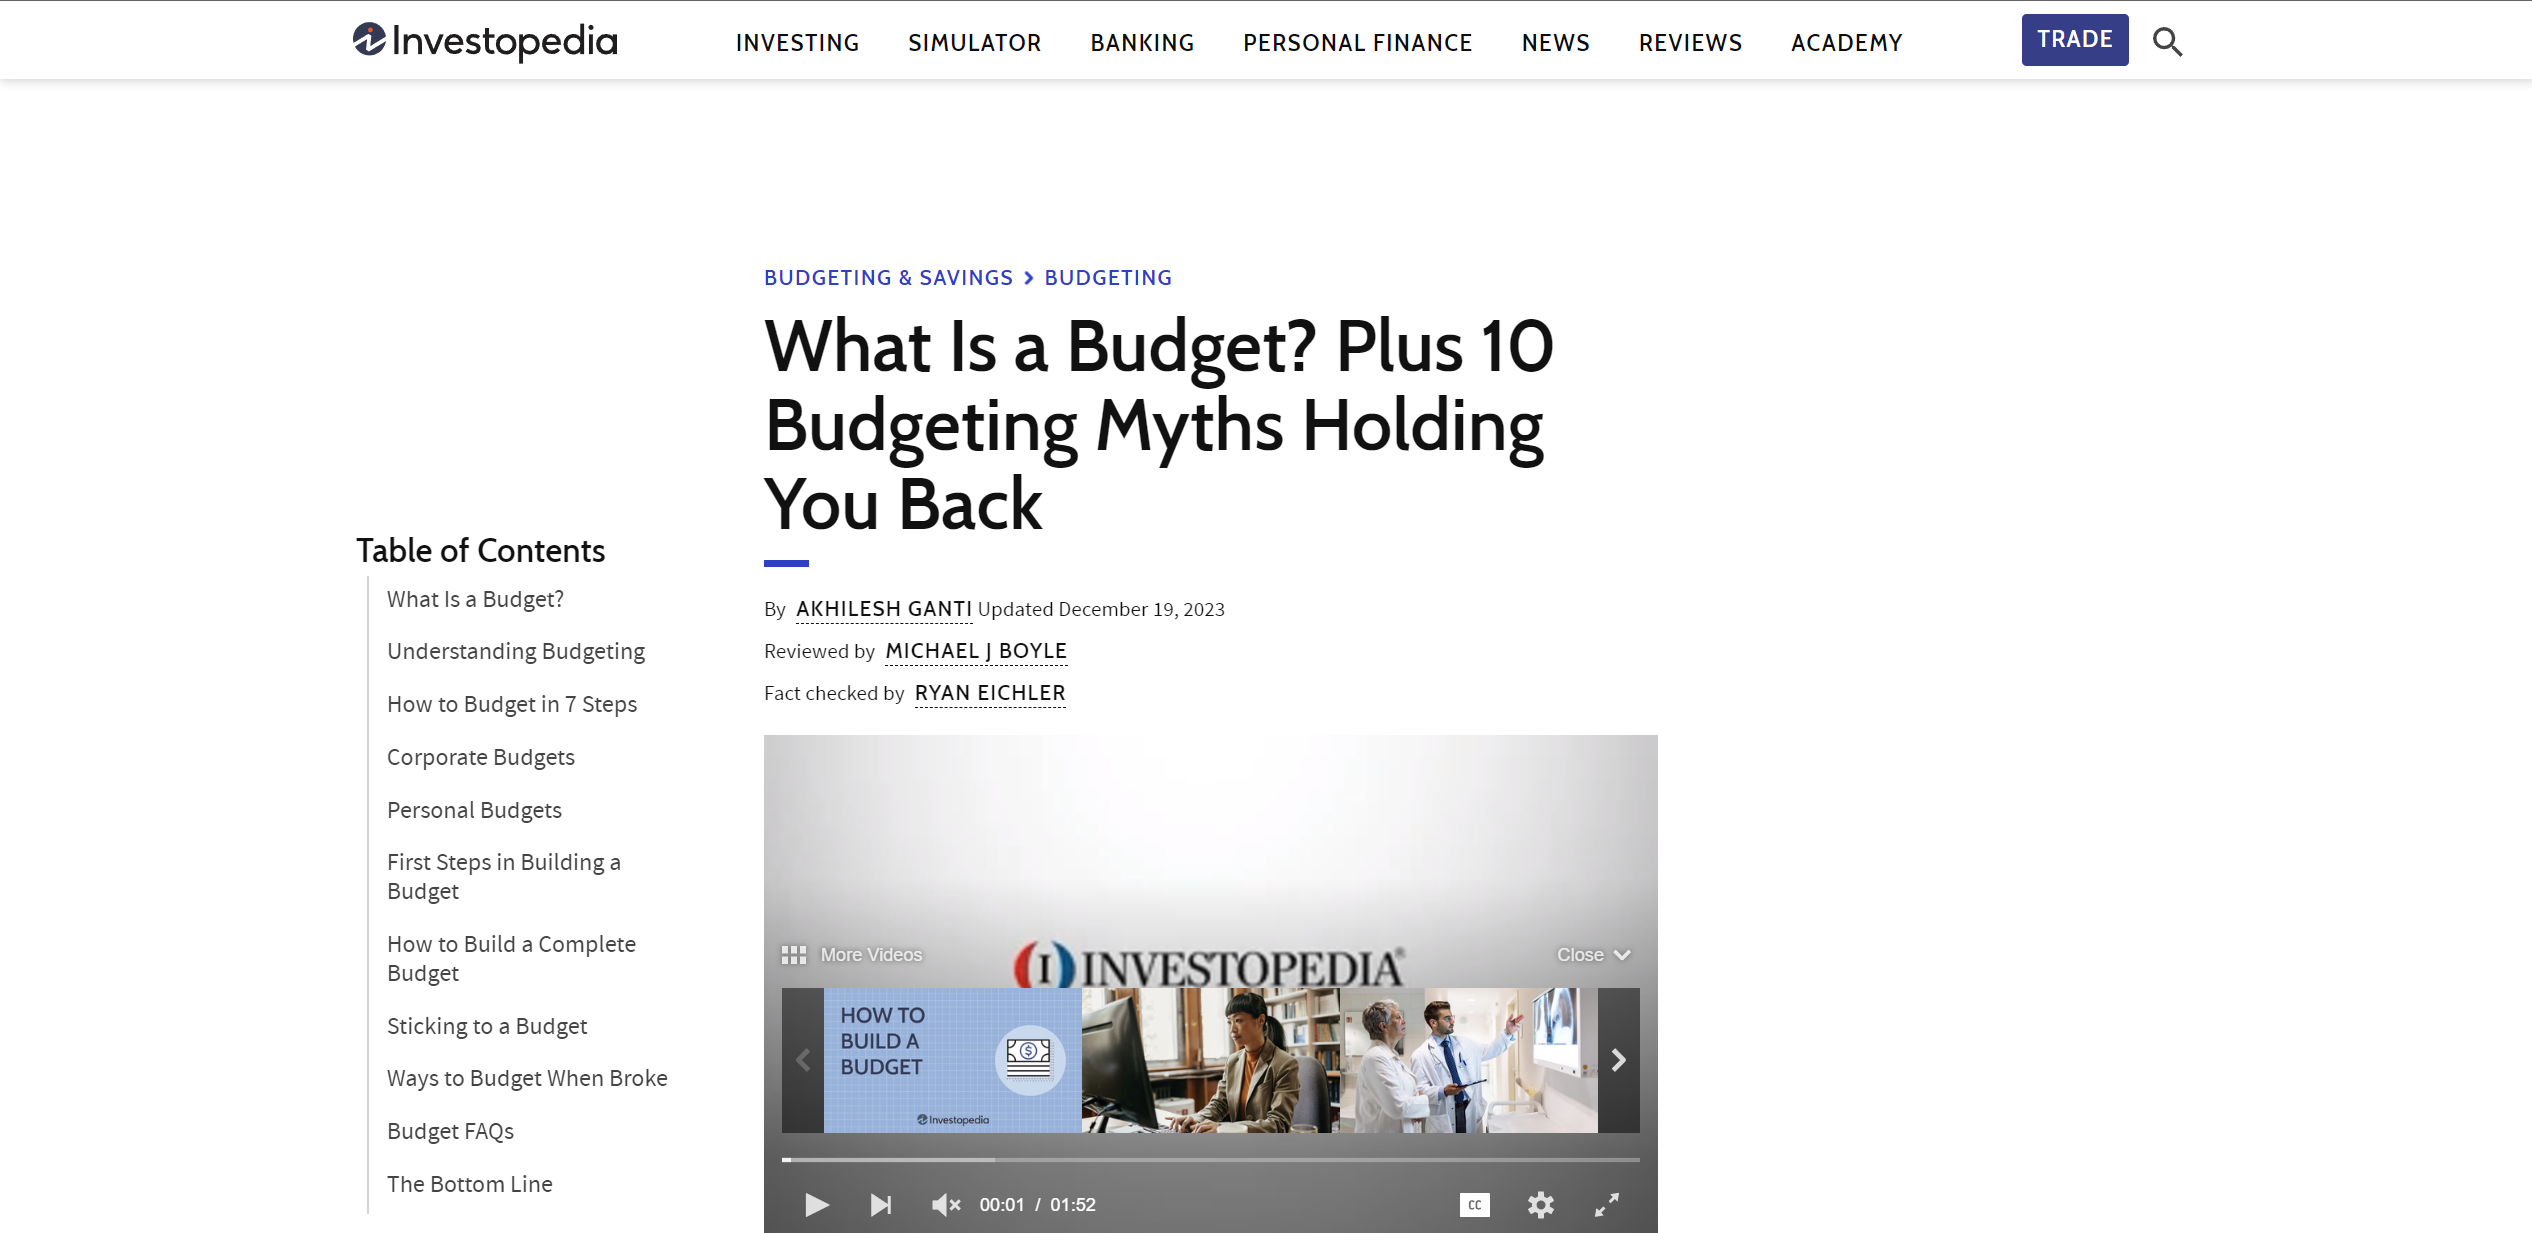 Investopedia
INVESTING
SIMULATOR
BANKING
PERSONAL FINANCE
NEWS
REVIEWS
ACADEMY
TRADE
BUDGETING & SAVINGS > BUDGETING
What Is a Budget? Plus 10
Budgeting Myths Holding
You Back
By AKHILESH GANTI Updated December 19, 2023
Reviewed by MICHAEL J BOYLE
Fact checked by RYAN EICHLER
Table of Contents
What Is a Budget?
Understanding Budgeting
How to Budget in 7 Steps
Corporate Budgets
Personal Budgets
First Steps in Building a
Budget
How to Build a Complete
Budget
Sticking to a Budget
Ways to Budget When Broke
Budget FAQs
The Bottom Line
More Videos
Close
(I) INVESTOPEDIA®
HOW TO
BUILD A
BUDGET
$
Investopedia
00:01 / 01:52
CC